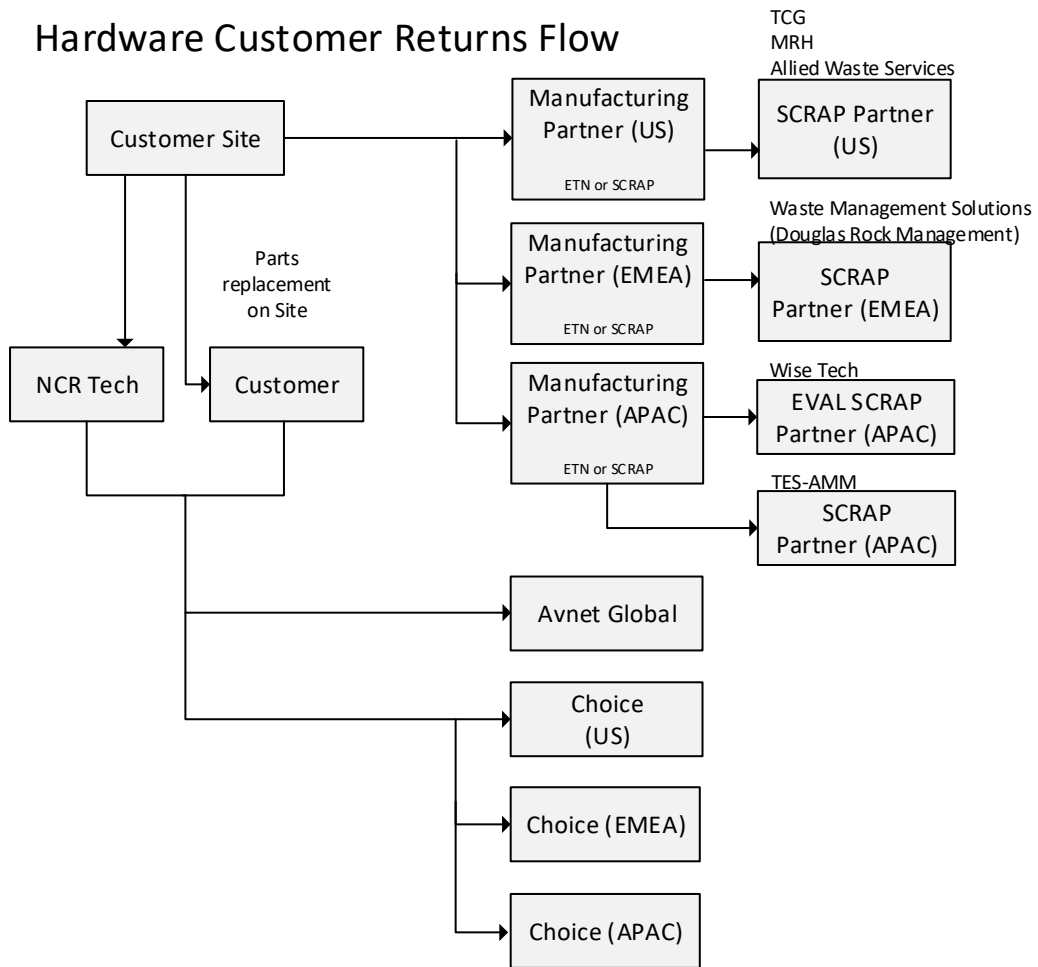 Hardware Customer Returns Flow
TCG
MRH
Allied Waste Services
Customer Site
Manufacturing
Partner (US)
ETN or SCRAP
SCRAP Partner
(US)
Waste Management Solutions
(Douglas Rock Management)
Manufacturing
Partner (EMEA)
ETN or SCRAP
SCRAP
Partner (EMEA)
Parts
replacement
on Site
NCR Tech
Customer
Manufacturing
Partner (APAC)
ETN or SCRAP
Wise Tech
EVAL SCRAP
Partner (APAC)
TES-AMM
SCRAP
Partner (APAC)
Avnet Global
Choice
(US)
Choice (EMEA)
Choice (APAC)